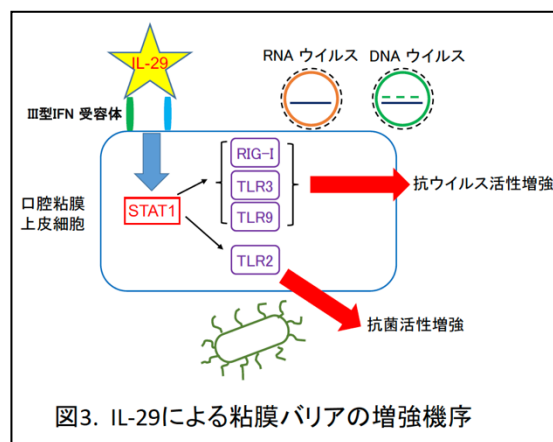 IL-29
RNA ウイルス
DNA ウイルス
Ⅲ型IFN 受容体
口腔粘膜
上皮細胞
STAT1
RIG-I
TLR3
TLR9
TLR2
抗ウイルス活性増強
抗菌活性増強
図3. IL-29による粘膜バリアの増強機序